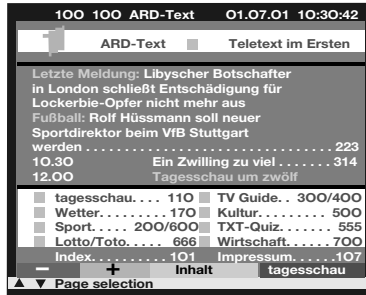 100 100 ARD-Text 01.07.01 10:30:42
1 ARD-Text Teletext im Ersten
Letzte Meldung: Libyscher Botschafter
in London schließt Entschädigung für
Lockerbie-Opfer nicht mehr aus
Fußball: Rolf Hüssmann soll neuer
Sportdirektor beim VfB Stuttgart
werden . . . . . . . . . . . . . . . . . . . . . . . . . . . . . 223
10.30 Ein Zwilling zu viel . . . . . . . 314
12.00 Tagesschau um zwölf
tagesschau. . . . 110 TV Guide. . 300/400
Wetter. . . . . . . . 170 Kultur. . . . . . . . 500
Sport. . . . 200/600 TXT-Quiz. . . . . . 555
Lotto/Toto. . . . 666 Wirtschaft. . . . . 700
Index. . . . . . . . . 101 Impressum. . . . . 107
– + Inhalt tagesschau
▲ ▼ Page selection